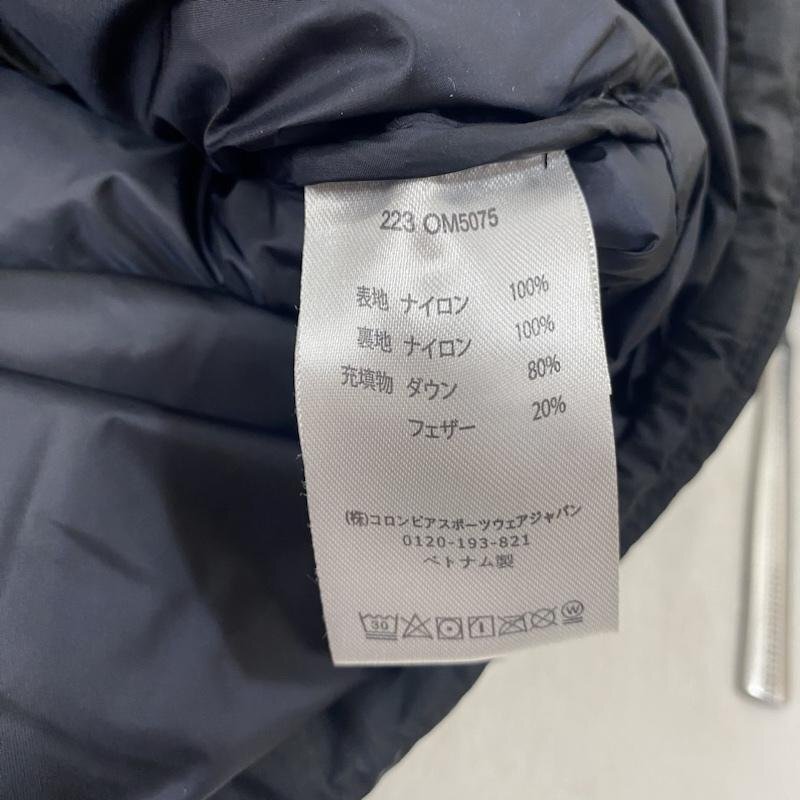 223 OM5075
表地 ナイロン 100%
裏地 ナイロン 100%
充填物 ダウン 80%
フェザー 20%
(株)コロンビアスポーツウェアジャパン
0120-193-821
ベトナム製
30 W